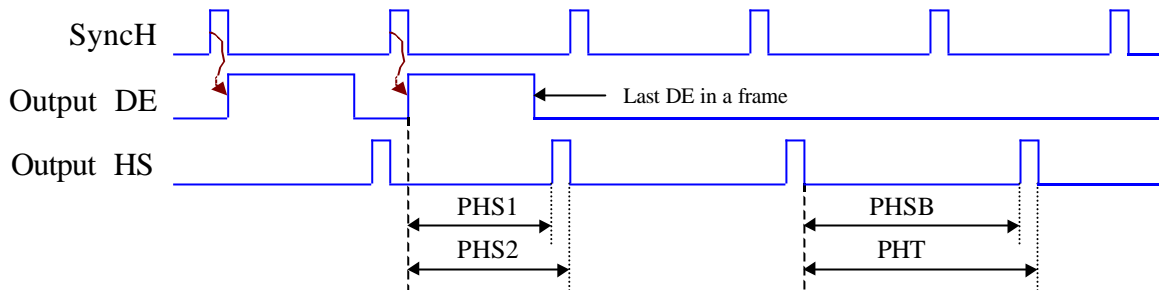 SyncH
Output DE
Last DE in a frame
Output HS
PHS1
PHSB
PHS2
PHT